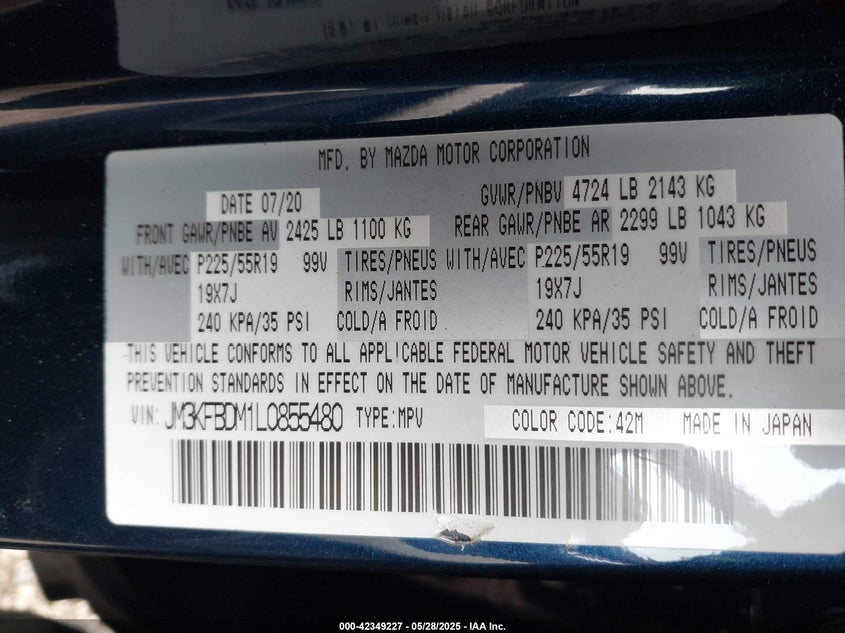 CORPORATION
MFD. BY MAZDA MOTOR CORPORATION
DATE 07/20 GVWR/PNBV 4724 LB 2143 KG
FRONT GAWR/PNBE AV 2425 LB 1100 KG REAR GAWR/PNBE AR 2299 LB 1043 KG
WITH/AVEC P225/55R19 99V TIRES/PNEUS WITH/AVEC P225/55R19 99V TIRES/PNEUS
19X7J RIMS/JANTES 19X7J RIMS/JANTES
240 KPA/35 PSI COLD/A FROID 240 KPA/35 PSI COLD/A FROID
THIS VEHICLE CONFORMS TO ALL APPLICABLE FEDERAL MOTOR VEHICLE SAFETY AND THEFT
PREVENTION STANDARDS IN EFFECT ON THE DATE OF MANUFACTURE SHOWN ABOVE.
VIN: JM3KFBDM1L0855480 TYPE:MPV COLOR CODE:42M MADE IN JAPAN
000-42349227 - 05/28/2025 - IAA Inc.